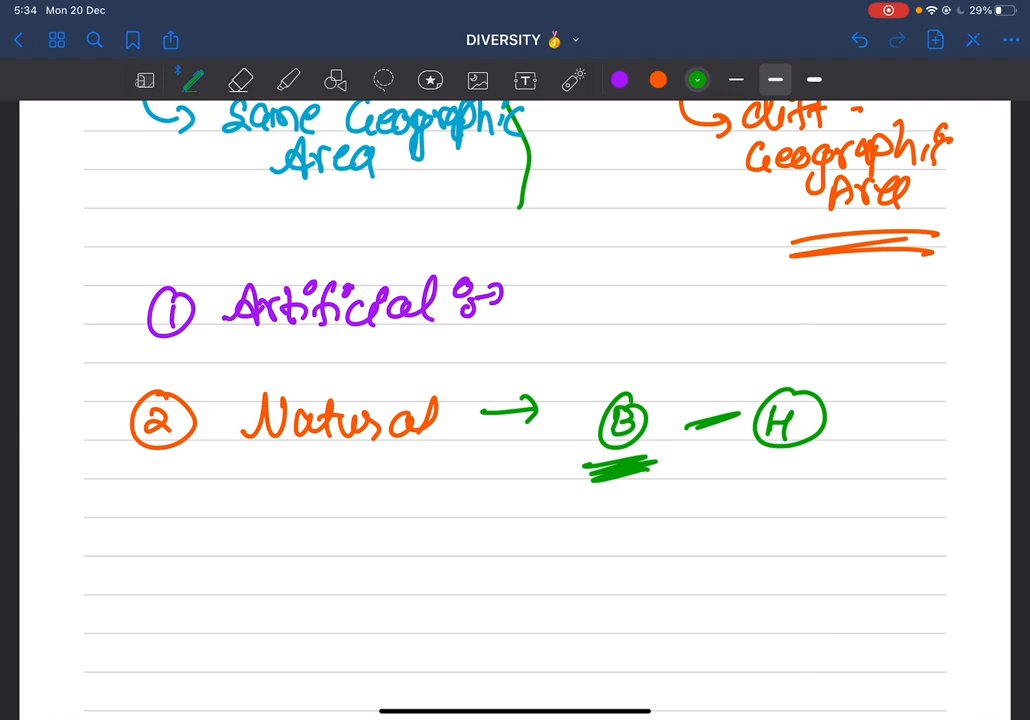 5:34 Mon 20 Dec
29%
DIVERSITY 🥇
T
Same Geographic
Area
diff -
Geographic
Area
1 Artificial :→
2 Natural → B - H